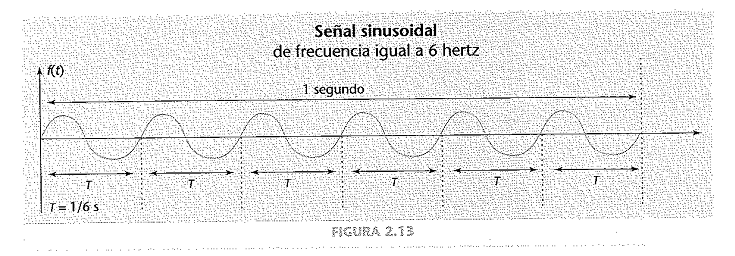 Señal sinusoidal
de frecuencia igual a 6 hertz
f(t)
1 segundo
T T T T T T
T = 1/6 s
FIGURA 2.13